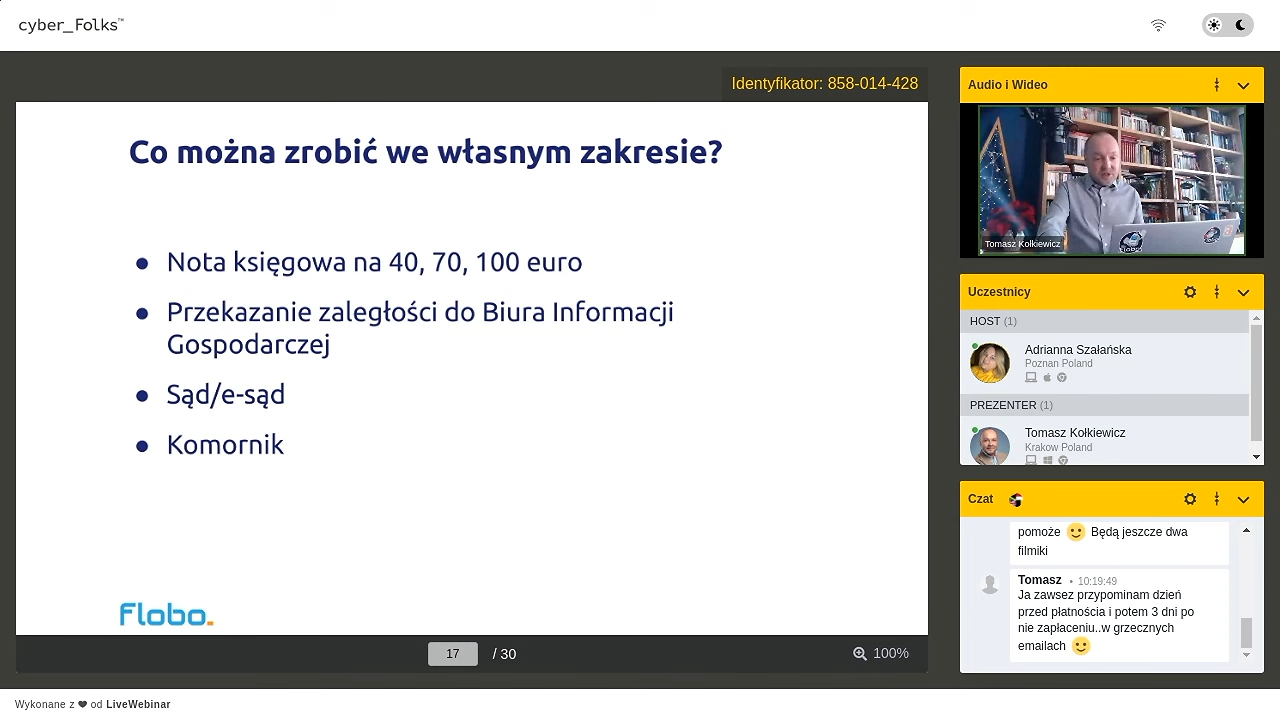 cyber_Folks™
Identyfikator: 858-014-428
Co można zrobić we własnym zakresie?
● Nota księgowa na 40, 70, 100 euro
● Przekazanie zaległości do Biura Informacji
Gospodarczej
● Sąd/e-sąd
● Komornik
Flobo.
17 / 30
100%
Audio i Wideo
Tomasz Kołkiewicz
Flobo
Uczestnicy
HOST (1)
Adrianna Szałańska
Poznan Poland
PREZENTER (1)
Tomasz Kołkiewicz
Krakow Poland
Czat
pomoże 🙂 Będą jeszcze dwa
filmiki
Tomasz • 10:19:49
Ja zawsez przypominam dzień
przed płatnościa i potem 3 dni po
nie zapłaceniu..w grzecznych
emailach 🙂
Wykonane z ❤ od LiveWebinar